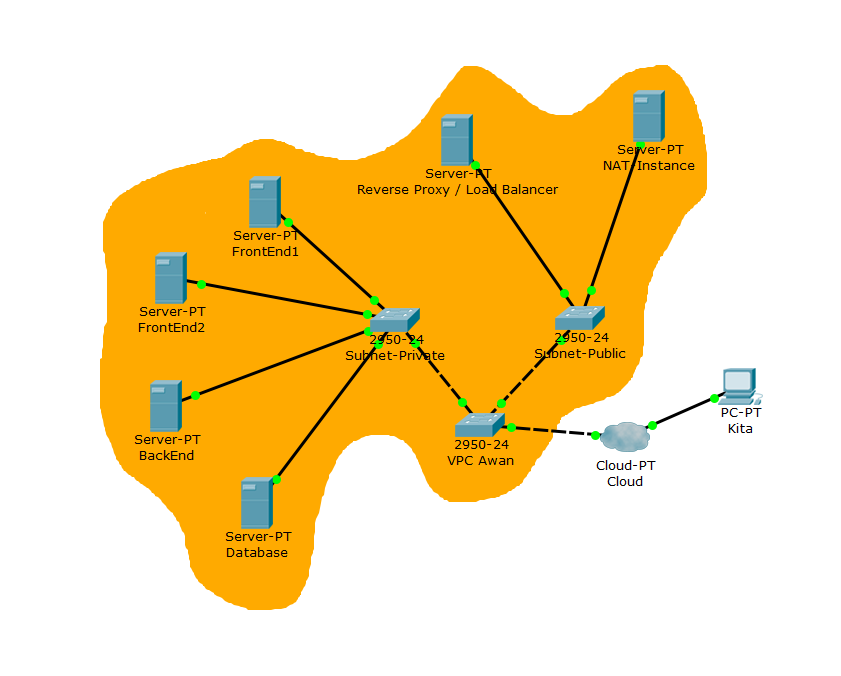 Server-PT
NAT-Instance
Server-PT
Reverse Proxy / Load Balancer
Server-PT
FrontEnd1
Server-PT
FrontEnd2
2950-24
Subnet-Private
2950-24
Subnet-Public
Server-PT
BackEnd
2950-24
VPC Awan
PC-PT
Kita
Cloud-PT
Cloud
Server-PT
Database